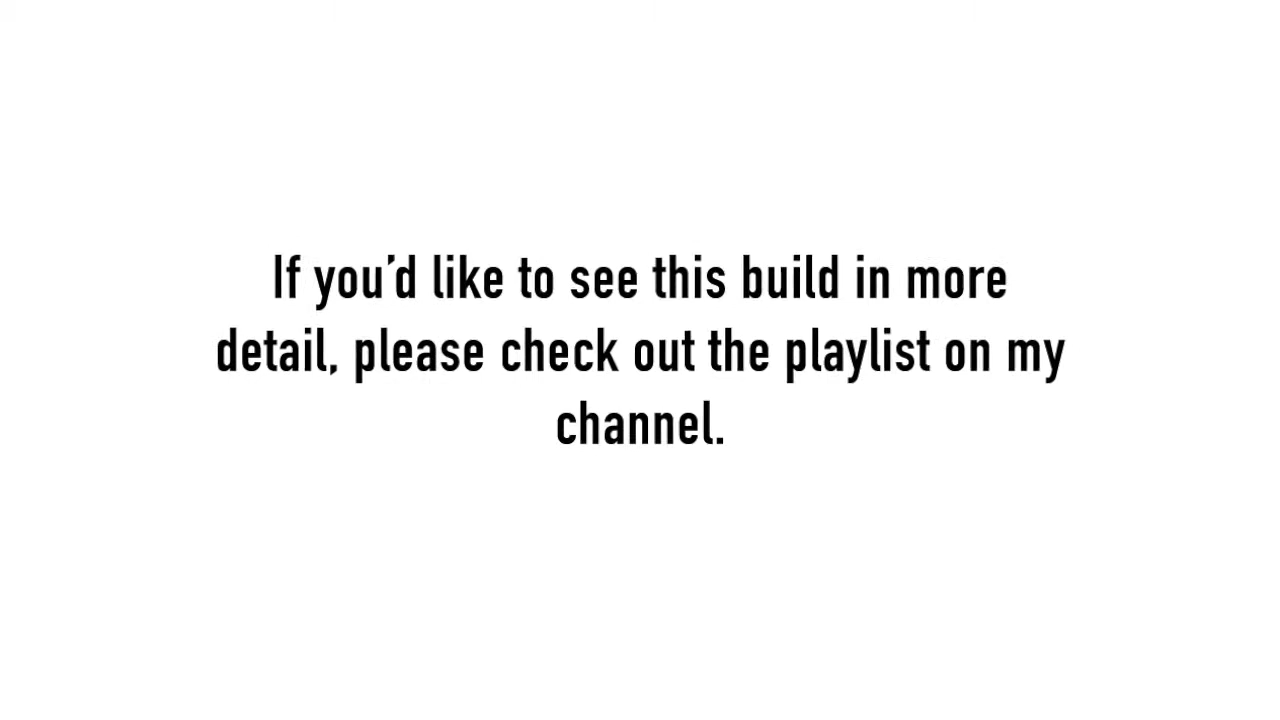 If you’d like to see this build in more
detail, please check out the playlist on my
channel.